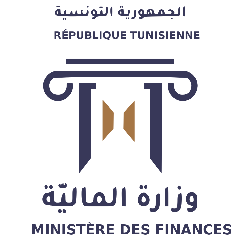 الجمهورية التونسية
RÉPUBLIQUE TUNISIENNE
وزارة الماليّة
MINISTÈRE DES FINANCES